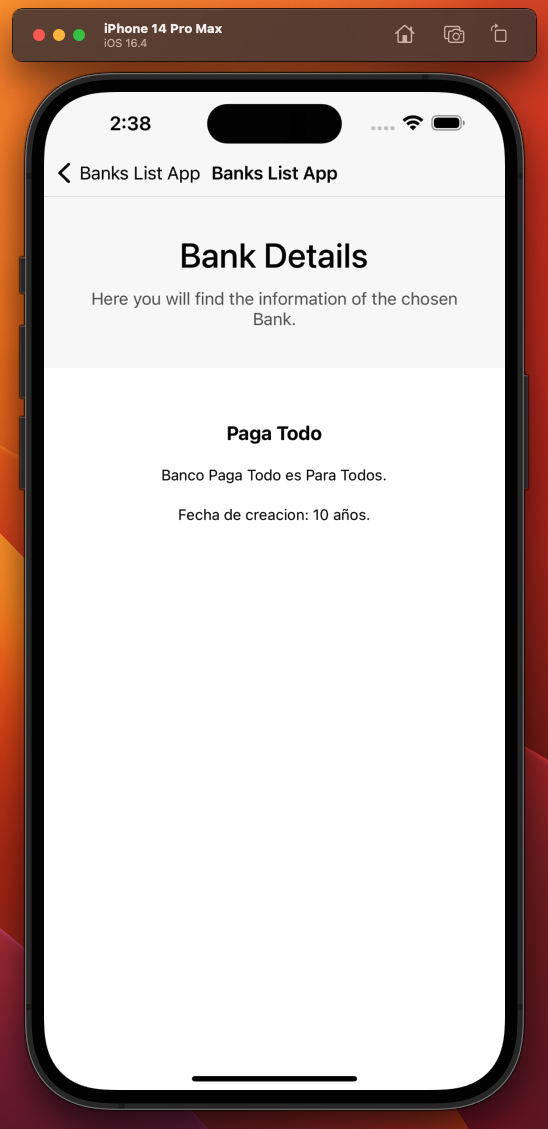 iPhone 14 Pro Max
iOS 16.4
2:38
Banks List App Banks List App
Bank Details
Here you will find the information of the chosen
Bank.
Paga Todo
Banco Paga Todo es Para Todos.
Fecha de creacion: 10 años.